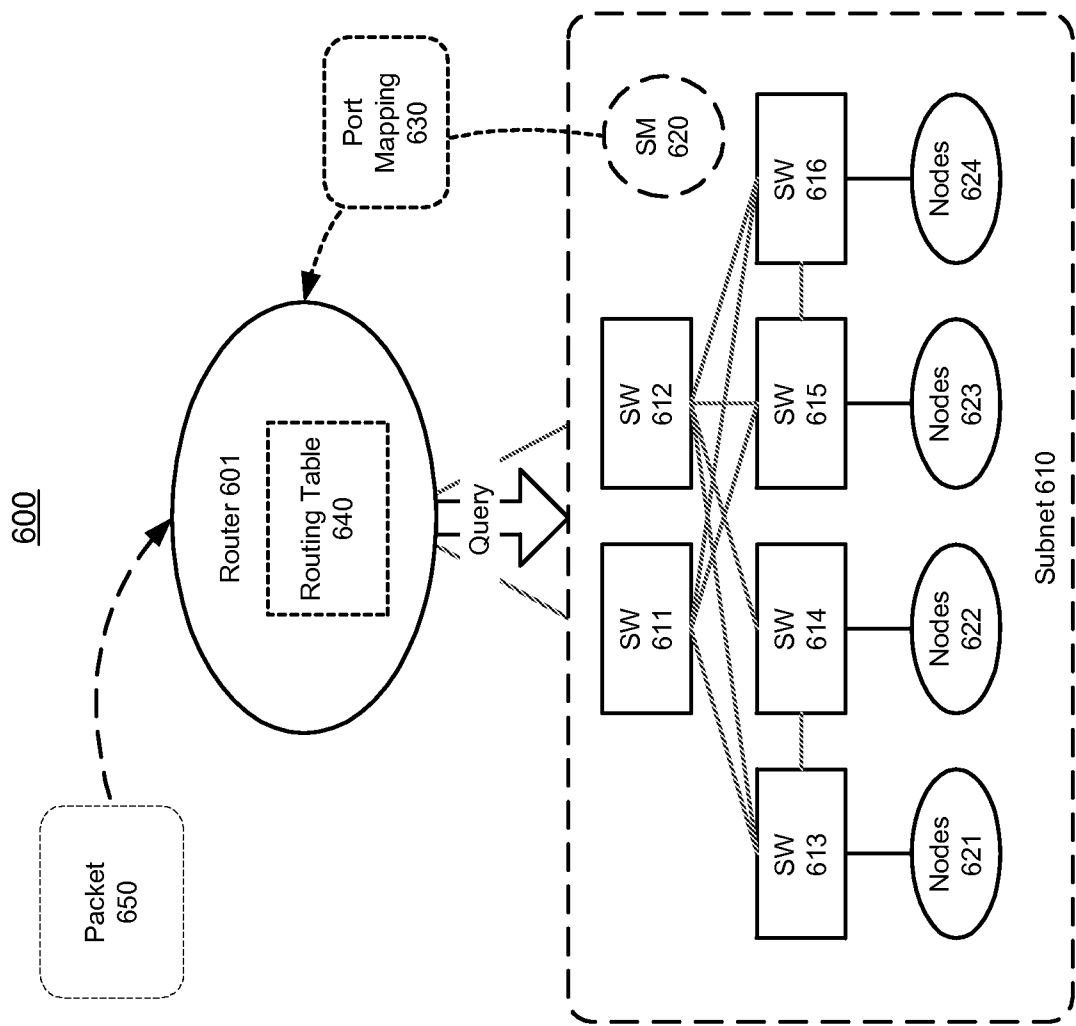 600
Packet
650
Router 601
Routing Table
640
Port
Mapping
630
Query
SM
620
SW
611
SW
612
SW
613
SW
614
SW
615
SW
616
Nodes
621
Nodes
622
Nodes
623
Nodes
624
Subnet 610